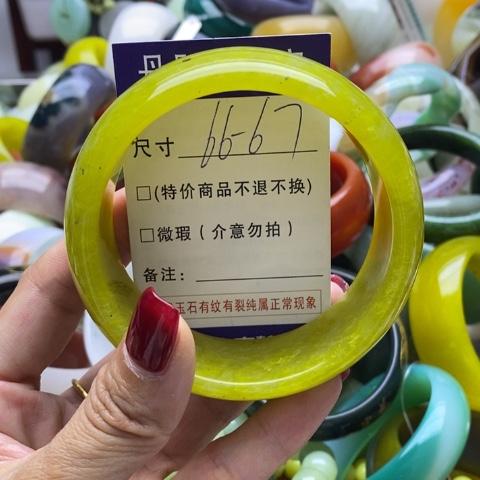 尺寸 66-67
□(特价商品不退不换)
□微瑕(介意勿拍)
备注:
玉石有纹有裂纯属正常现象